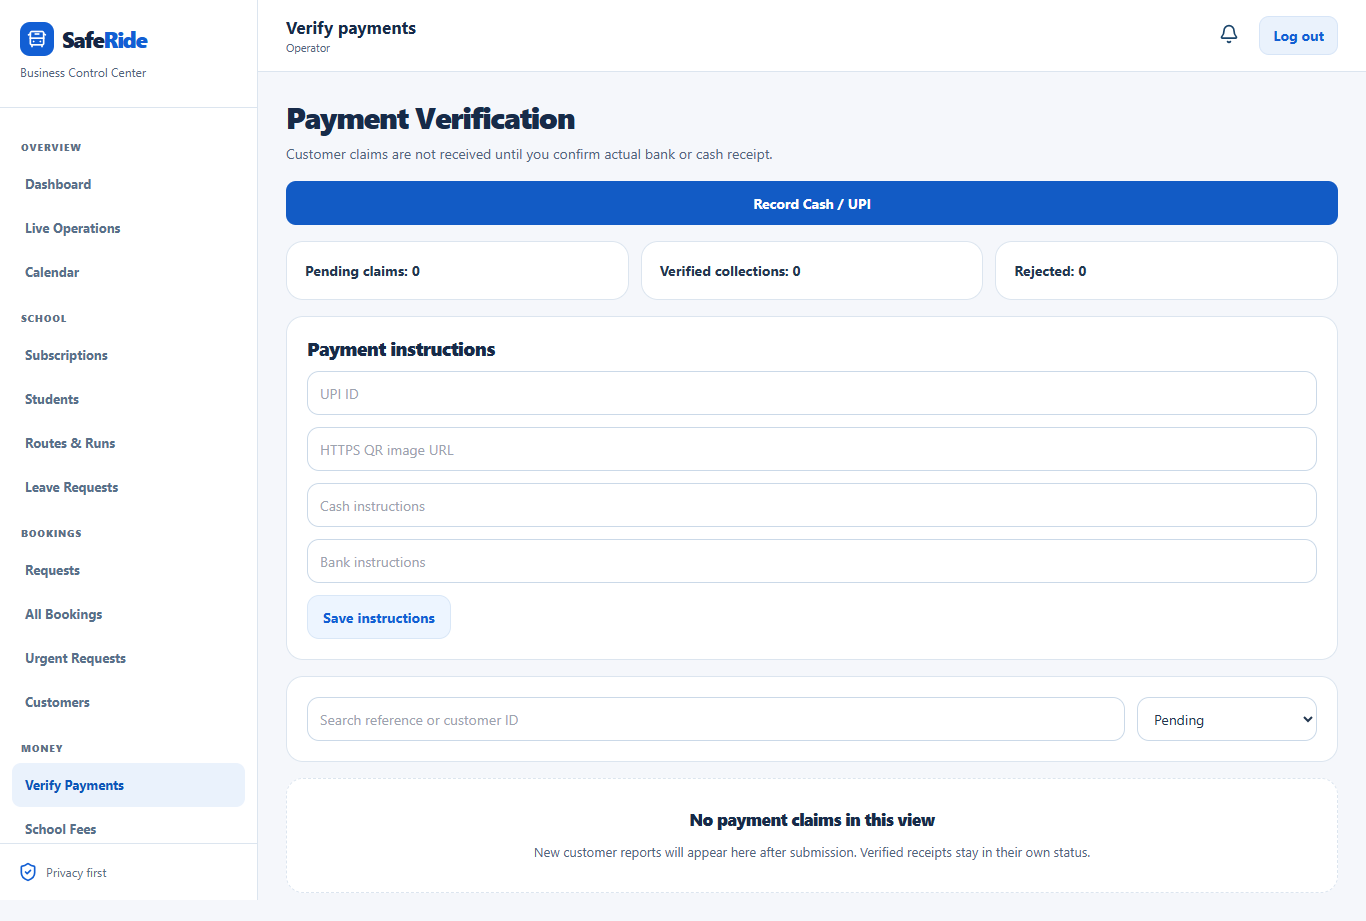 SafeRide
Business Control Center
OVERVIEW
Dashboard
Live Operations
Calendar
SCHOOL
Subscriptions
Students
Routes & Runs
Leave Requests
BOOKINGS
Requests
All Bookings
Urgent Requests
Customers
MONEY
Verify Payments
School Fees
Privacy first
Verify payments
Operator
Log out
Payment Verification
Customer claims are not received until you confirm actual bank or cash receipt.
Record Cash / UPI
Pending claims: 0
Verified collections: 0
Rejected: 0
Payment instructions
UPI ID
HTTPS QR image URL
Cash instructions
Bank instructions
Save instructions
Search reference or customer ID
Pending
No payment claims in this view
New customer reports will appear here after submission. Verified receipts stay in their own status.